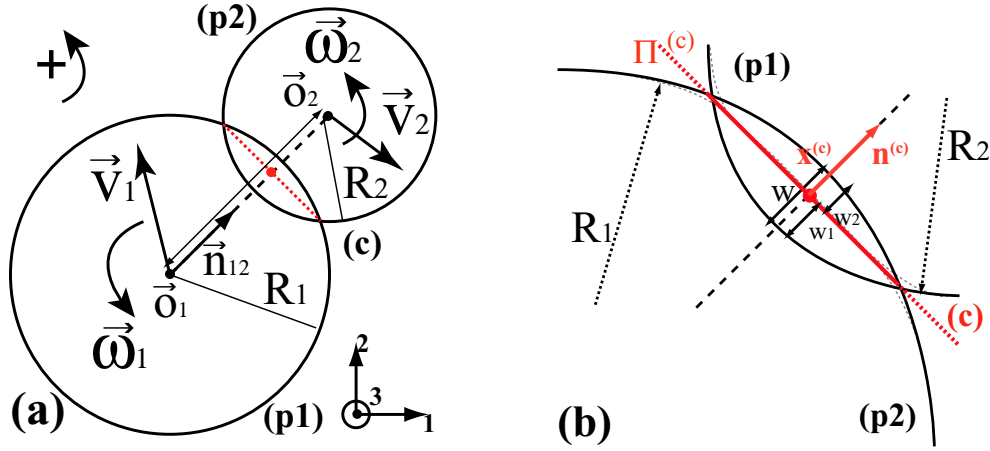 +
(p2)
ω⃗₂
o⃗₂
v⃗₂
v⃗₁
R₂
(c)
n⃗₁₂
o⃗₁
R₁
ω⃗₁
2
3
1
(a)
(p1)
Π⁽ᶜ⁾
(p1)
x⁽ᶜ⁾
n⁽ᶜ⁾
R₂
w
w₁
w₂
R₁
(c)
(b)
(p2)